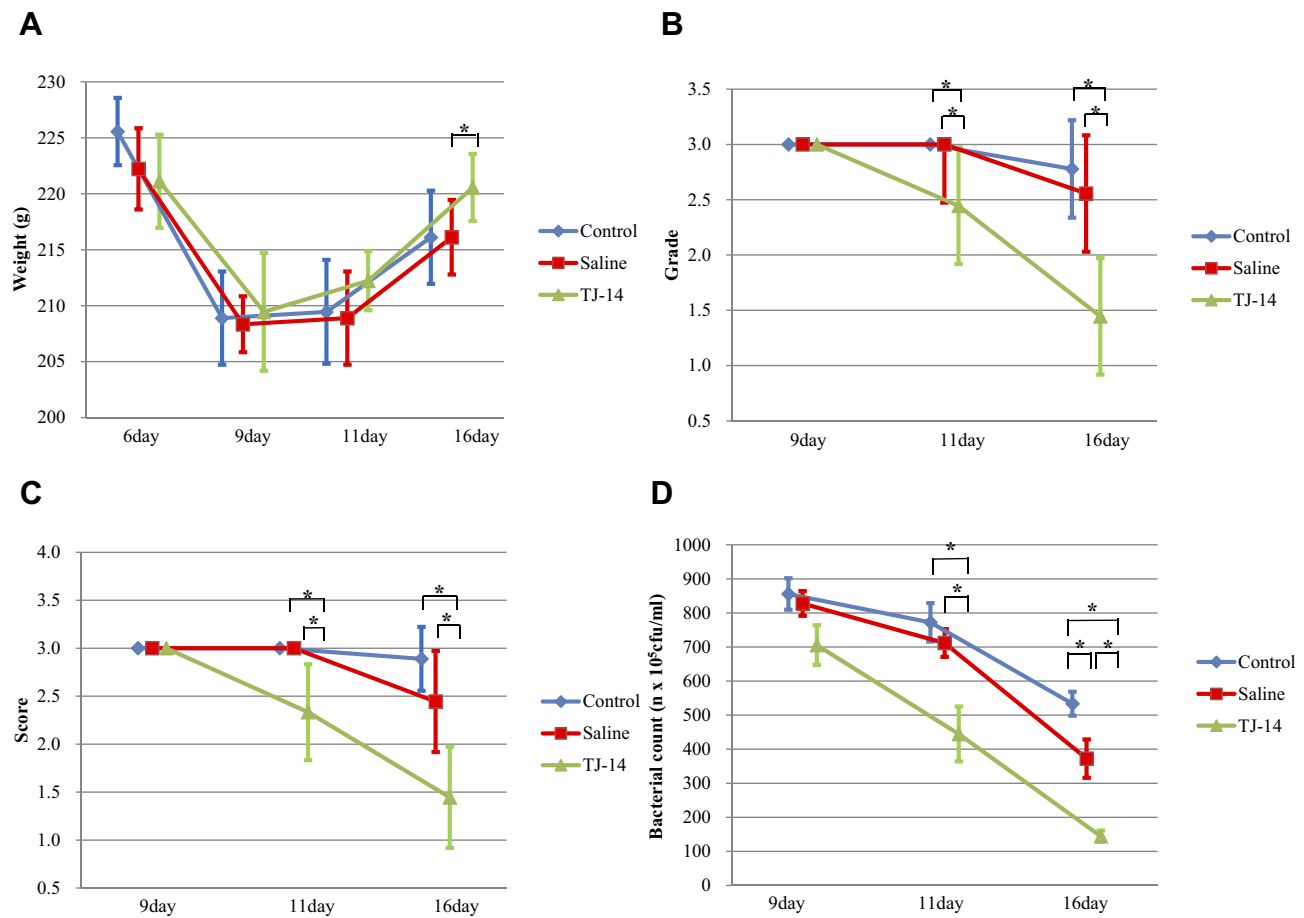 A
Weight (g)
230
225
220
215
210
205
200
6day 9day 11day 16day
*
Control
Saline
TJ-14
B
Grade
3.5
3.0
2.5
2.0
1.5
1.0
0.5
9day 11day 16day
* *
* *
Control
Saline
TJ-14
C
Score
4.0
3.5
3.0
2.5
2.0
1.5
1.0
0.5
9day 11day 16day
* *
* *
Control
Saline
TJ-14
D
Bacterial count (n x 10⁵cfu/ml)
1000
900
800
700
600
500
400
300
200
100
0
9day 11day 16day
*
*
*
* *
Control
Saline
TJ-14